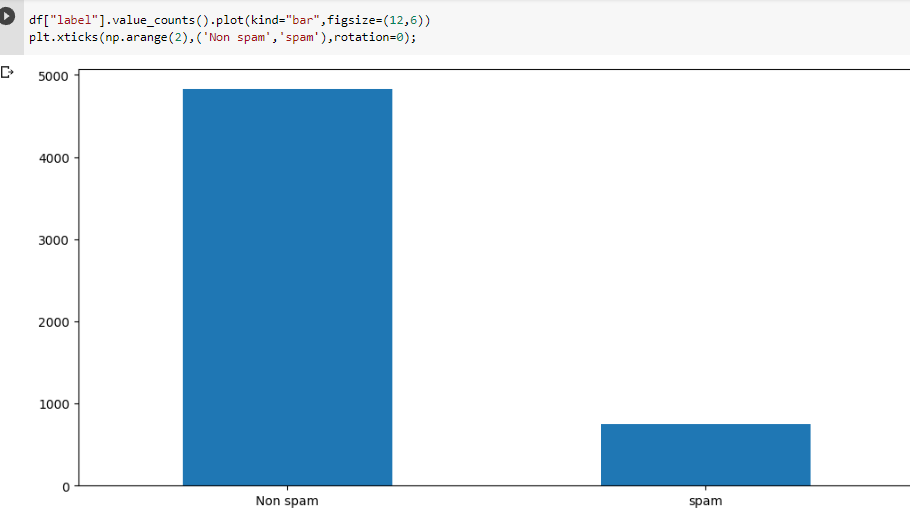 df["label"].value_counts().plot(kind="bar",figsize=(12,6))
plt.xticks(np.arange(2),('Non spam','spam'),rotation=0);
5000
4000
3000
2000
1000
0
Non spam spam